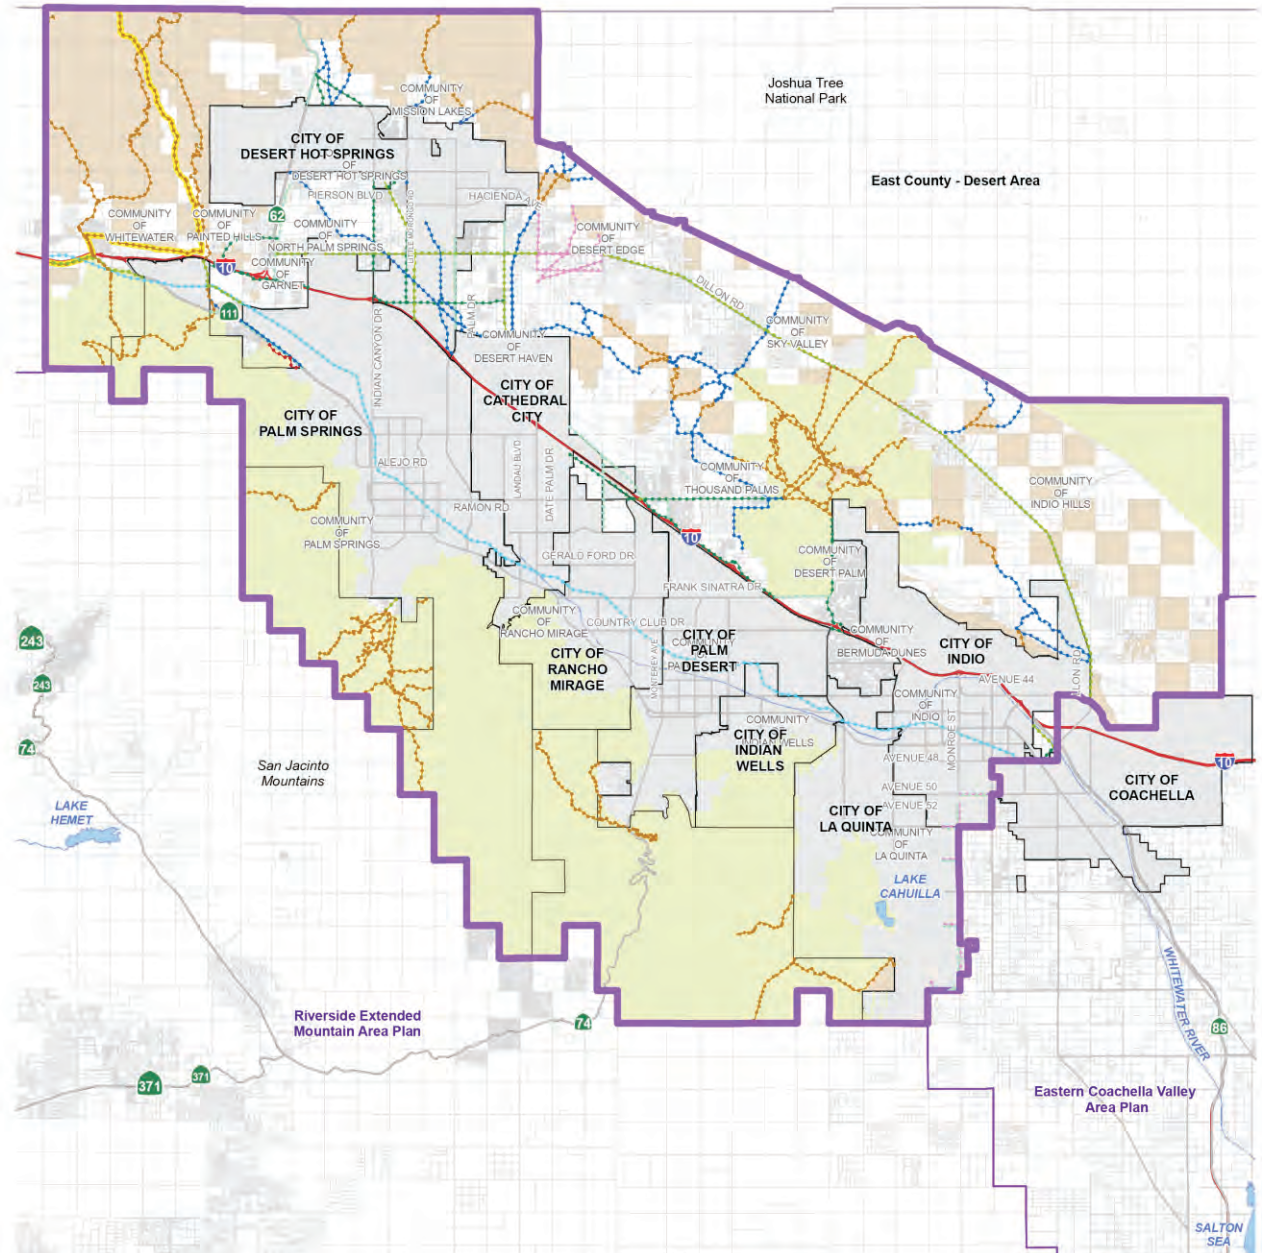 Joshua Tree
National Park
East County - Desert Area
COMMUNITY
OF
MISSION LAKES
CITY OF
DESERT HOT SPRINGS
OF
DESERT HOT SPRINGS
PIERSON BLVD
HACIENDA AVE
LITTLE MORONGO RD
62
COMMUNITY
OF
WHITEWATER
COMMUNITY
OF
PAINTED HILLS
COMMUNITY
OF
NORTH PALM SPRINGS
COMMUNITY
OF
DESERT EDGE
10
COMMUNITY
OF
GARNET
DILLON RD
111
INDIAN CANYON DR
PALM DR
COMMUNITY
OF
DESERT HAVEN
COMMUNITY
OF
SKY VALLEY
CITY OF
CATHEDRAL
CITY
CITY OF
PALM SPRINGS
ALEJO RD
LANDAU BLVD
DATE PALM DR
COMMUNITY
OF
THOUSAND PALMS
COMMUNITY
OF
INDIO HILLS
RAMON RD
COMMUNITY
OF
PALM SPRINGS
10
GERALD FORD DR
COMMUNITY
OF
DESERT PALM
FRANK SINATRA DR
COMMUNITY
OF
RANCHO MIRAGE
COUNTRY CLUB DR
CITY OF
PALM
DESERT
COMMUNITY
COMMUNITY
OF
BERMUDA DUNES
CITY OF
INDIO
CITY OF
RANCHO
MIRAGE
MONTEREY AVE
AVENUE 44
243
243
74
COMMUNITY
OF
INDIO
MONROE ST
COMMUNITY
INDIAN WELLS
CITY OF
INDIAN
WELLS
AVENUE 48
10
San Jacinto
Mountains
AVENUE 50
CITY OF
COACHELLA
LAKE
HEMET
CITY OF
LA QUINTA
AVENUE 52
COMMUNITY
OF
LA QUINTA
LAKE
CAHUILLA
WHITEWATER RIVER
Riverside Extended
Mountain Area Plan
74
86
371
371
Eastern Coachella Valley
Area Plan
SALTON
SEA